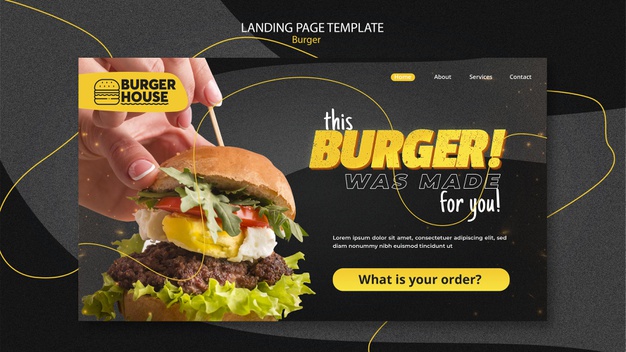 LANDING PAGE TEMPLATE
Burger
BURGER
HOUSE
Home About Services Contact
this
BURGER!
WAS MADE
for you!
Lorem ipsum dolor sit amet, consectetuer adipiscing elit, sed
diam nonummy nibh euismod tincidunt ut
What is your order?